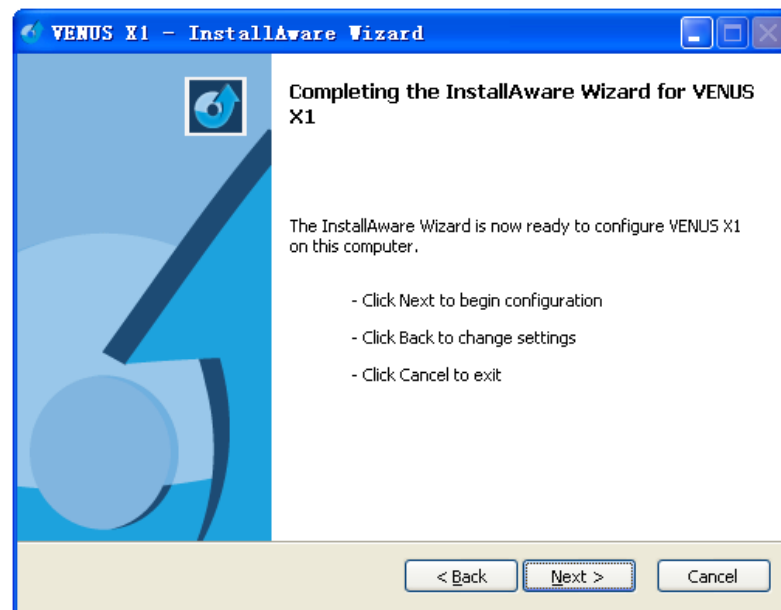 VENUS X1 - InstallAware Wizard
Completing the InstallAware Wizard for VENUS
X1
The InstallAware Wizard is now ready to configure VENUS X1
on this computer.
- Click Next to begin configuration
- Click Back to change settings
- Click Cancel to exit
< Back
Next >
Cancel